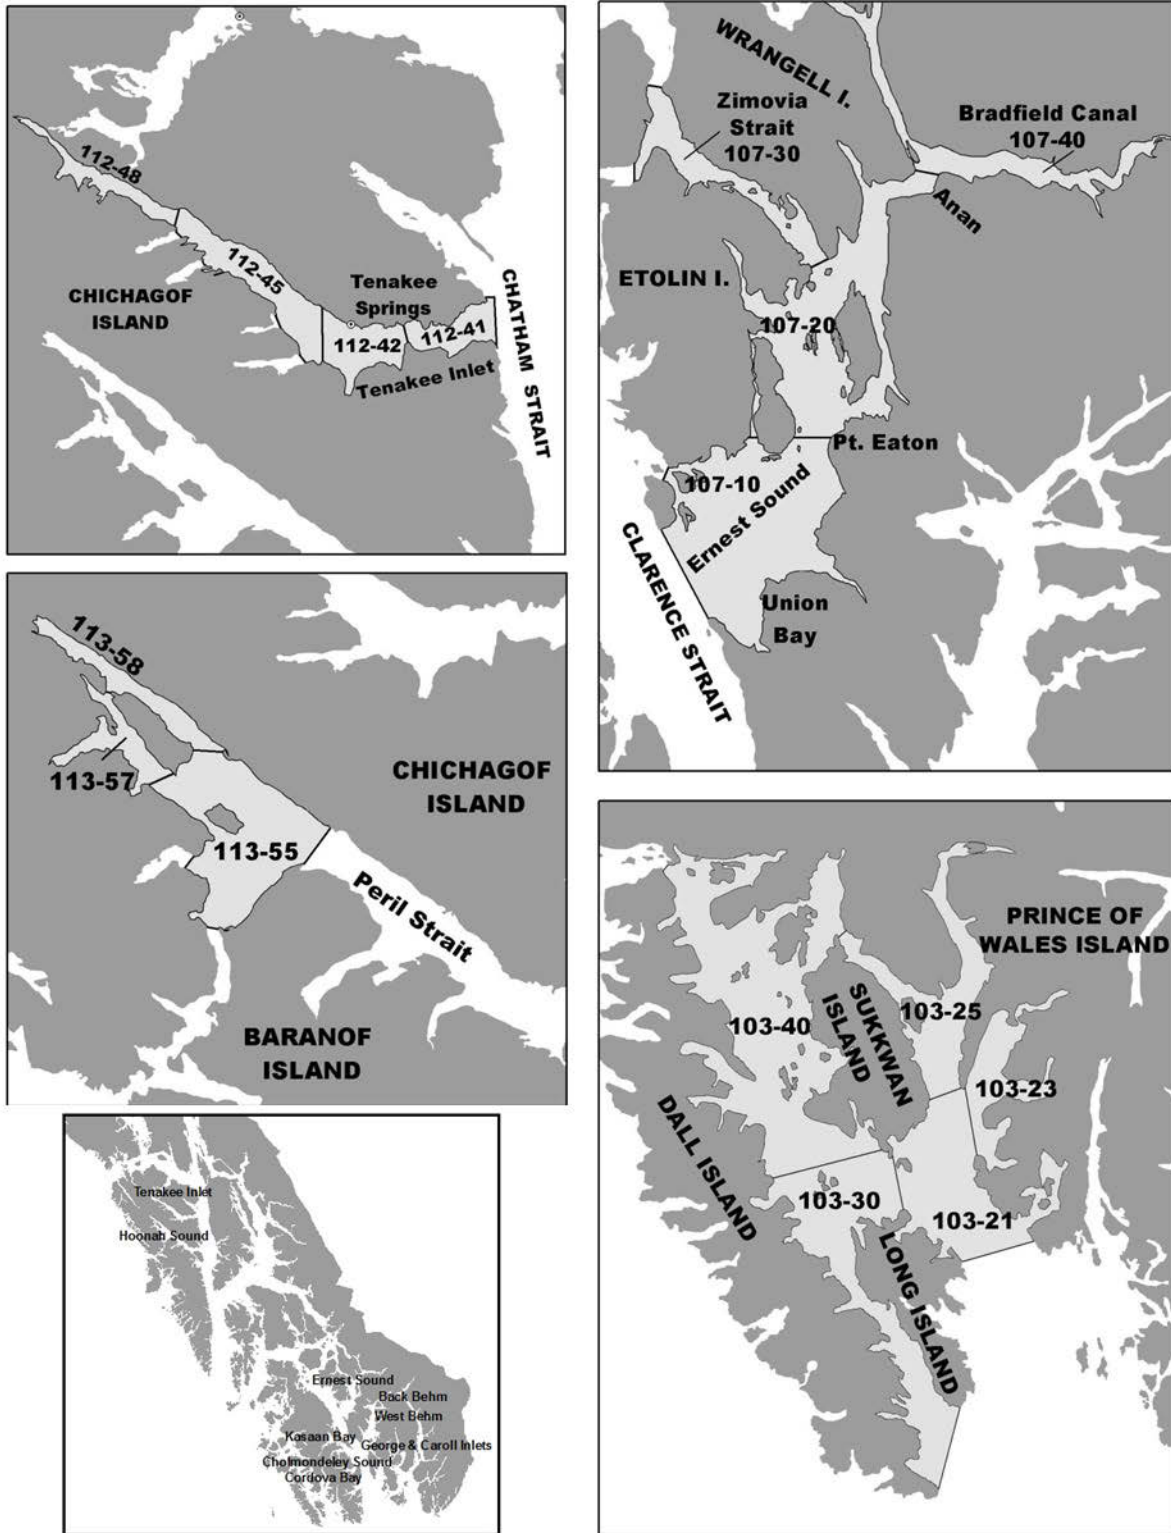 112-48
112-45
CHICHAGOF
ISLAND
Tenakee
Springs
112-42
112-41
Tenakee Inlet
CHATHAM STRAIT
WRANGELL I.
Zimovia
Strait
107-30
Bradfield Canal
107-40
Anan
ETOLIN I.
107-20
Pt. Eaton
107-10
Ernest Sound
CLARENCE STRAIT
Union
Bay
113-58
113-57
CHICHAGOF
ISLAND
113-55
Peril Strait
BARANOF
ISLAND
PRINCE OF
WALES ISLAND
103-40
SUKKWAN
ISLAND
103-25
103-23
DALL ISLAND
103-30
103-21
LONG ISLAND
Tenakee Inlet
Hoonah Sound
Ernest Sound
Back Behm
West Behm
Kasaan Bay
George & Caroll Inlets
Cholmondeley Sound
Cordova Bay